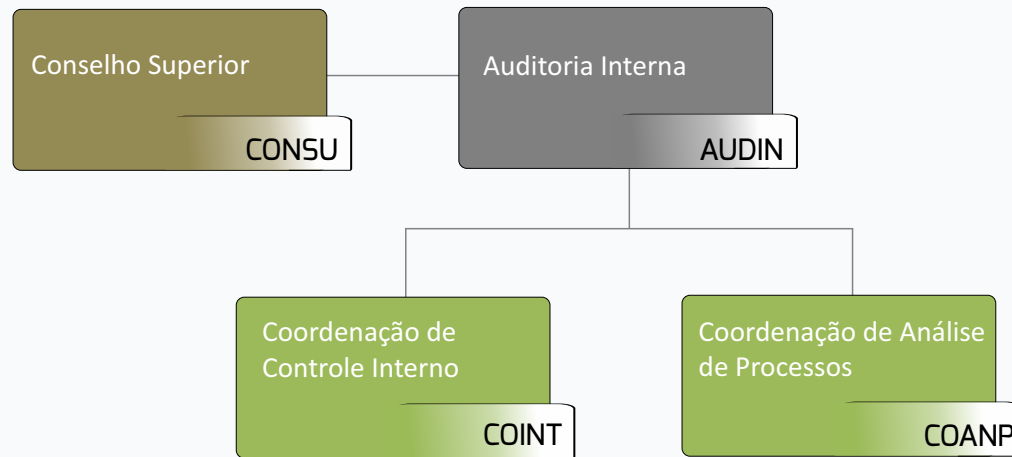 Conselho Superior
CONSU
Auditoria Interna
AUDIN
Coordenação de
Controle Interno
COINT
Coordenação de Análise
de Processos
COANP